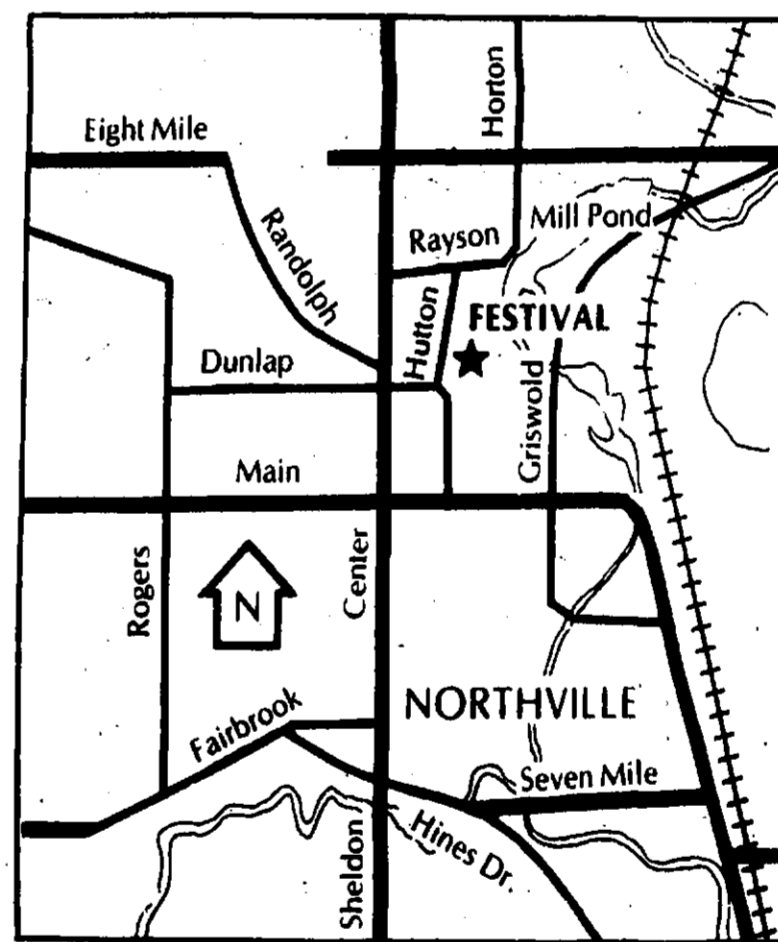 Horton
Eight Mile
Randolph
Mill Pond
Rayson
Hutton
FESTIVAL
Dunlap
Griswold
Main
Rogers
N
Center
NORTHVILLE
Fairbrook
Seven Mile
Sheldon
Hines Dr.